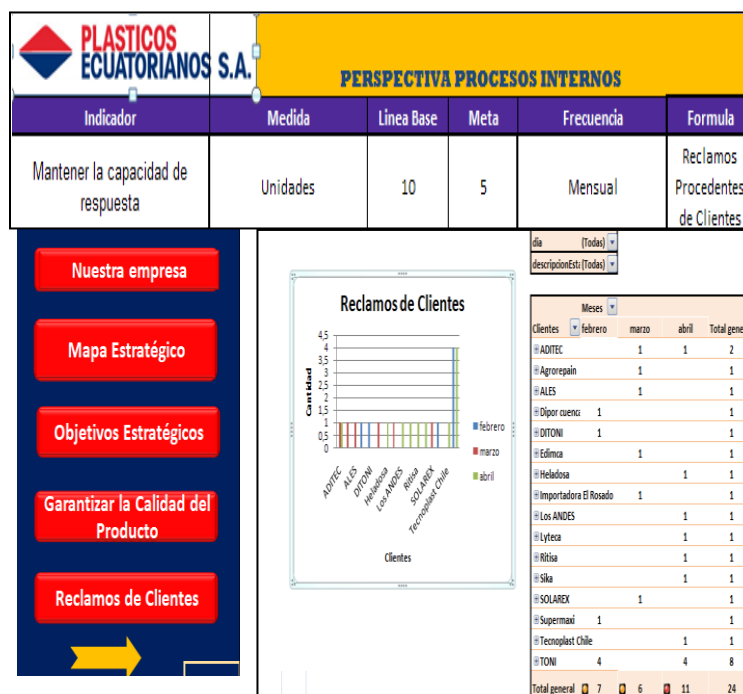 PLASTICOS
ECUATORIANOS S.A.
PERSPECTIVA PROCESOS INTERNOS
Indicador Medida Linea Base Meta Frecuencia Formula
Mantener la capacidad de respuesta Unidades 10 5 Mensual Reclamos Procedentes de Clientes
Nuestra empresa
Mapa Estratégico
Objetivos Estratégicos
Garantizar la Calidad del
Producto
Reclamos de Clientes
Reclamos de Clientes
Cantidad
4,5
4
3,5
3
2,5
2
1,5
1
0,5
0
ADITEC
ALES
DITONI
Heladosa
Los ANDES
Ritisa
SOLAREX
Tecnoplast Chile
Clientes
febrero
marzo
abril
dia (Todas)
descripcionEsta (Todas)
Meses
Clientes febrero marzo abril Total gene
ADITEC 1 1 2
Agrorepain 1 1
ALES 1 1
Dipor cuenca 1 1
DITONI 1 1
Edimca 1 1
Heladosa 1 1
Importadora El Rosado 1 1
Los ANDES 1 1
Lyteca 1 1
Ritisa 1 1
Sika 1 1
SOLAREX 1 1
Supermaxi 1 1
Tecnoplast Chile 1 1
TONI 4 4 8
Total general 7 6 11 24